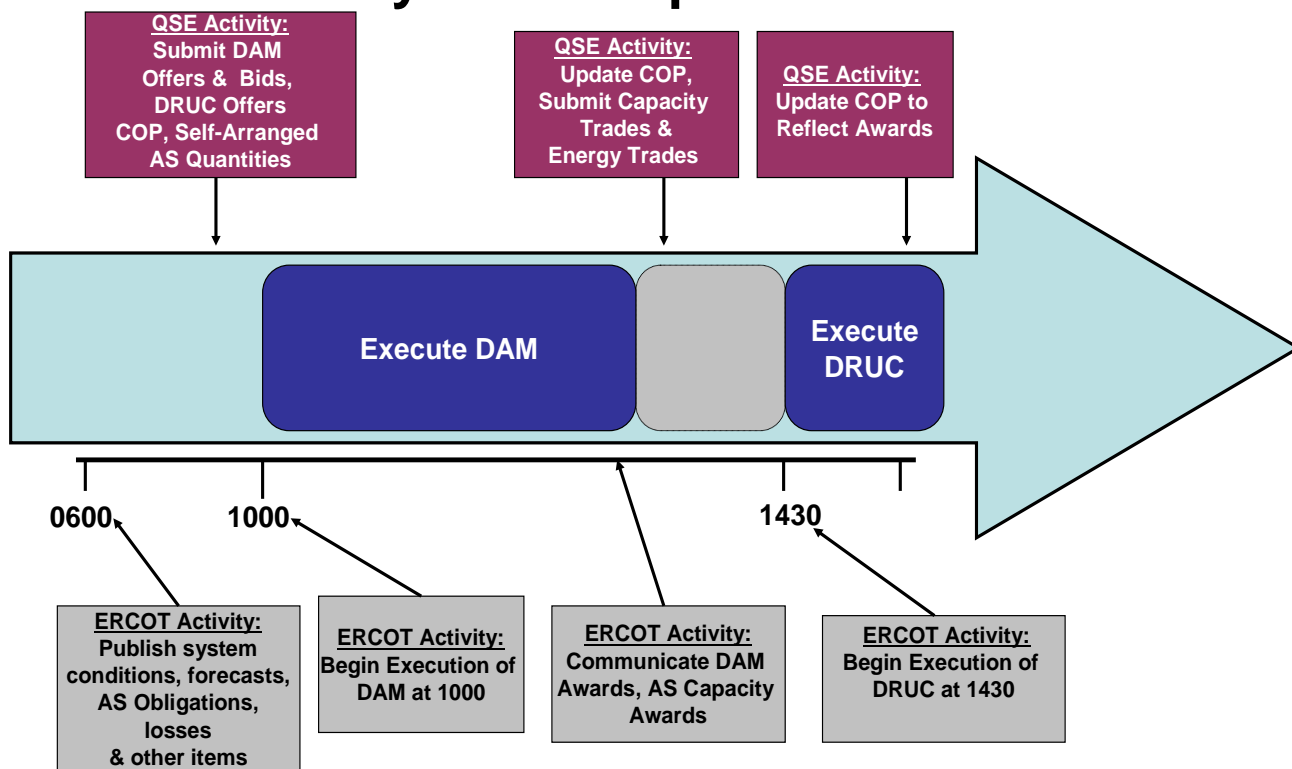 QSE Activity:
Submit DAM
Offers & Bids,
DRUC Offers
COP, Self-Arranged
AS Quantities
QSE Activity:
Update COP,
Submit Capacity
Trades &
Energy Trades
QSE Activity:
Update COP to
Reflect Awards
Execute DAM
Execute
DRUC
0600
1000
1430
ERCOT Activity:
Publish system
conditions, forecasts,
AS Obligations,
losses
& other items
ERCOT Activity:
Begin Execution of
DAM at 1000
ERCOT Activity:
Communicate DAM
Awards, AS Capacity
Awards
ERCOT Activity:
Begin Execution of
DRUC at 1430